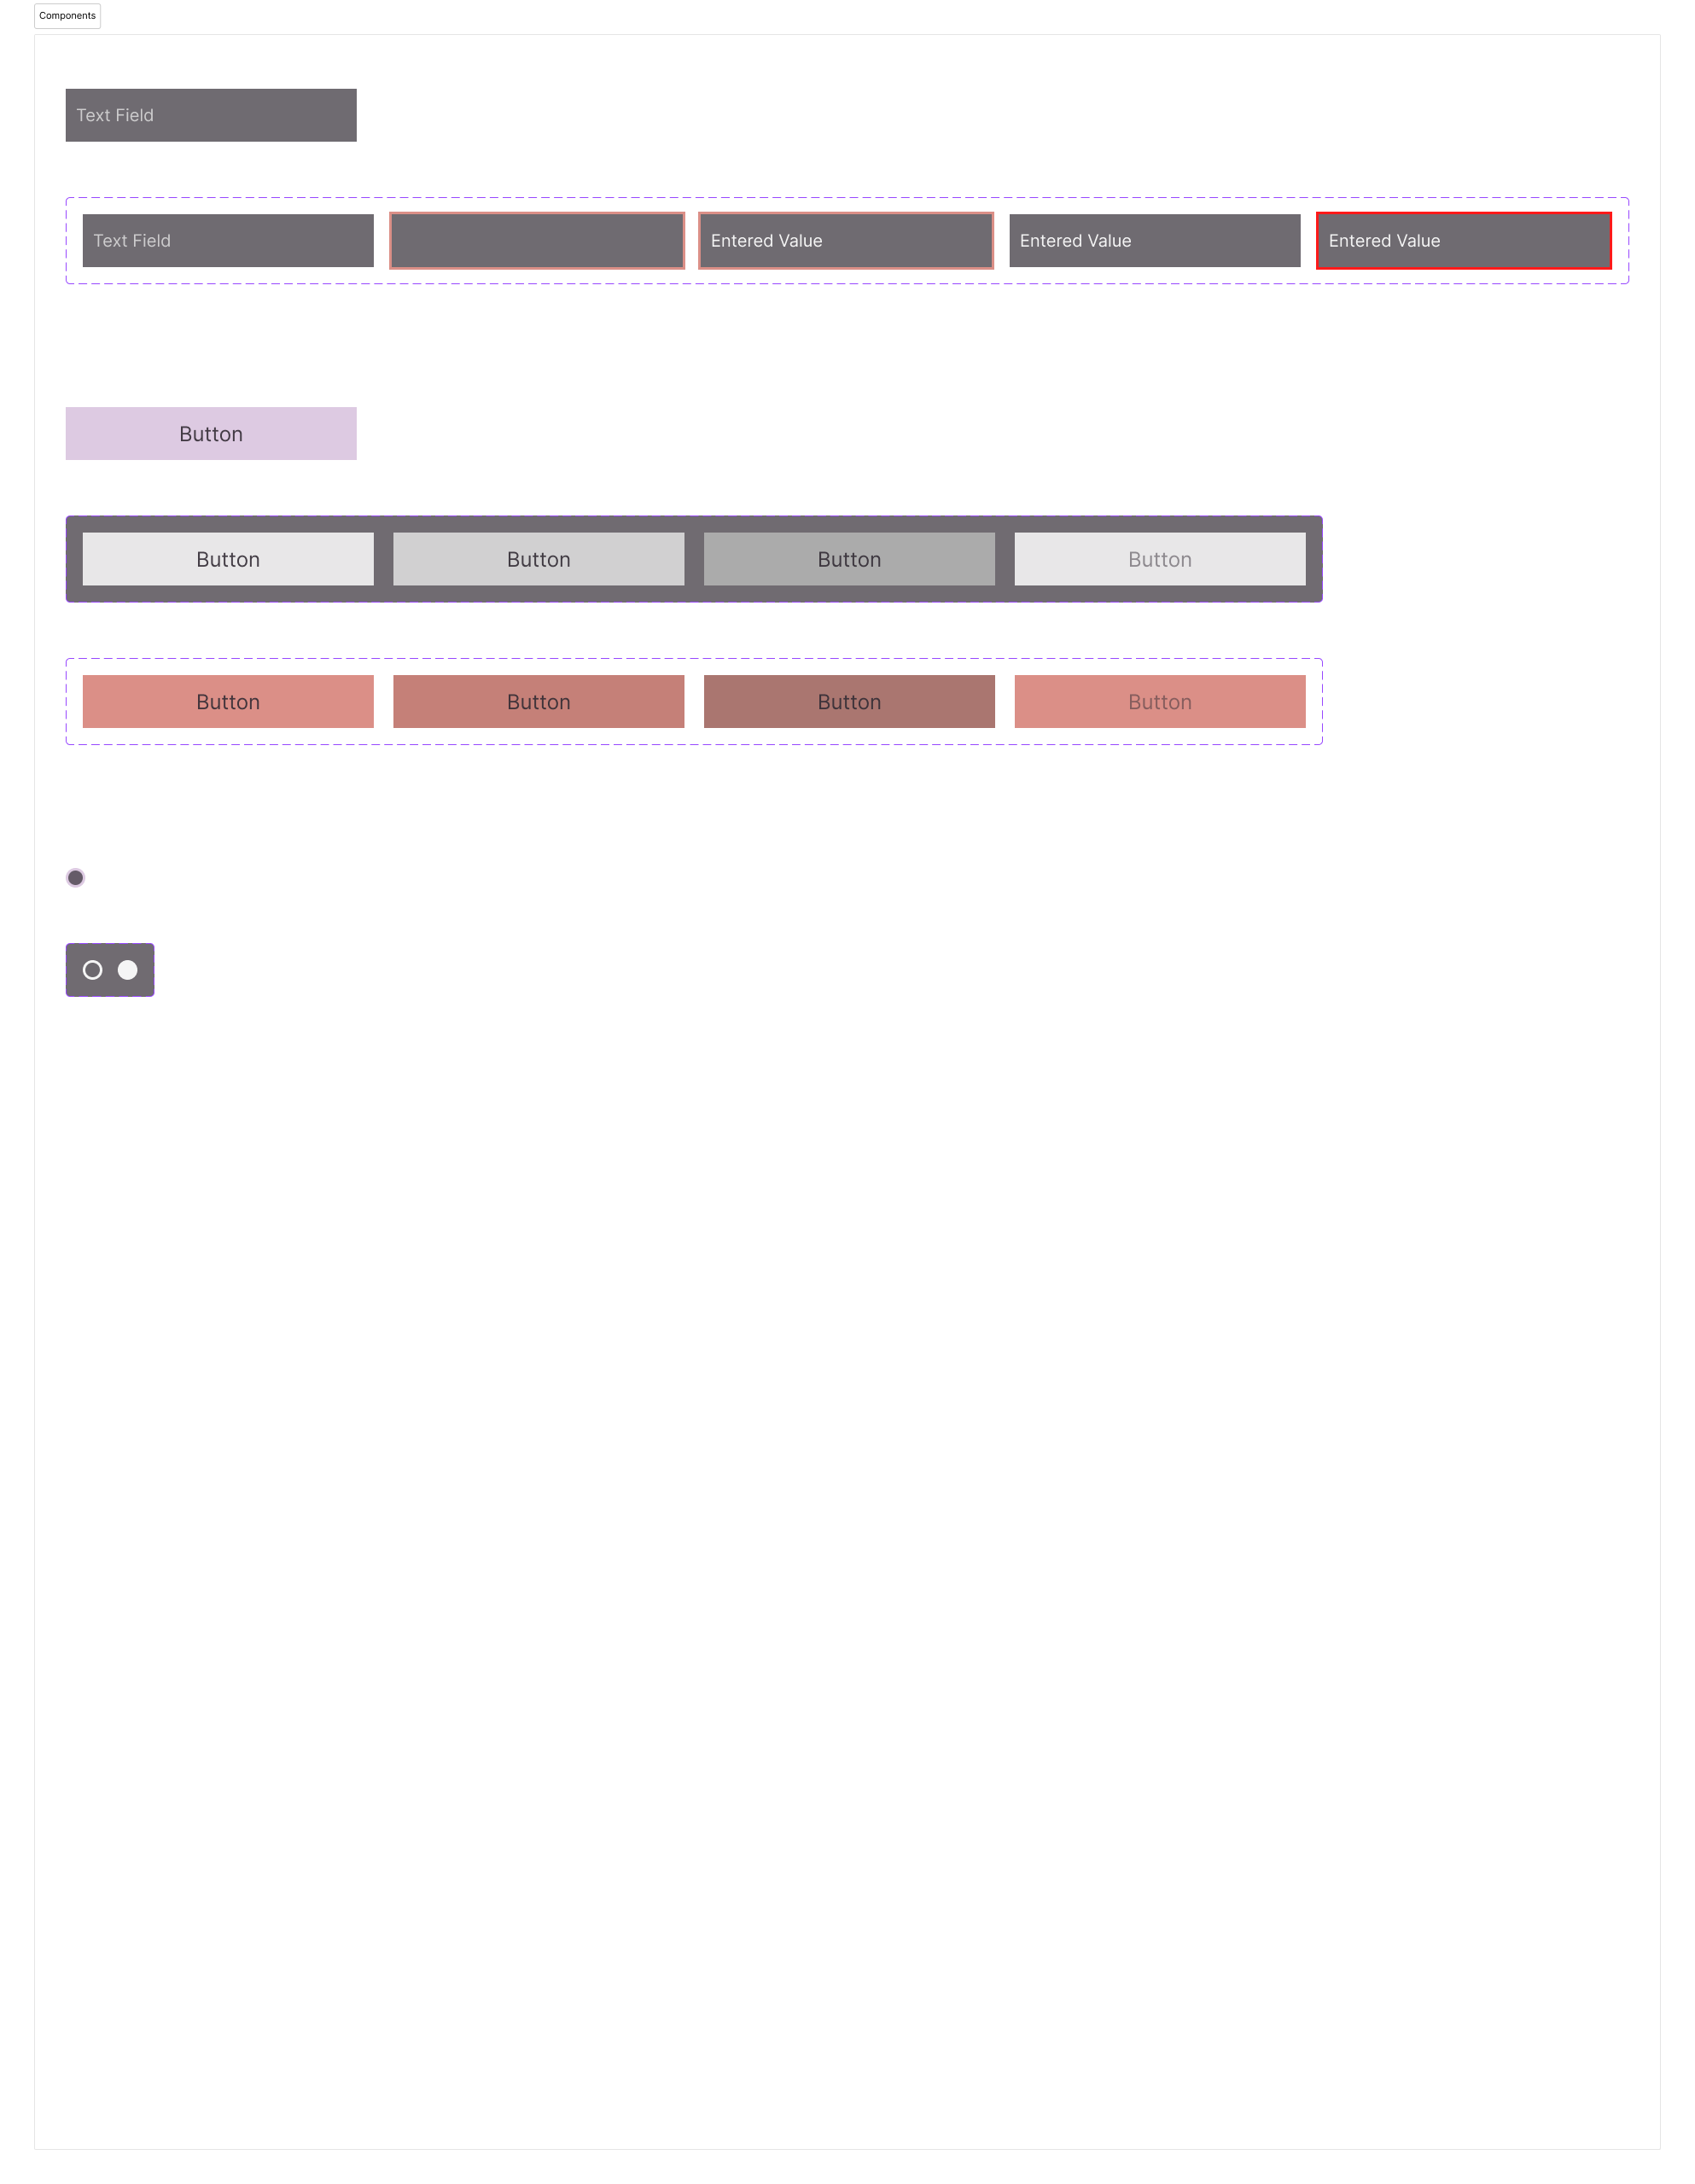 Components
Text Field
Text Field
Entered Value
Entered Value
Entered Value
Button
Button
Button
Button
Button
Button
Button
Button
Button